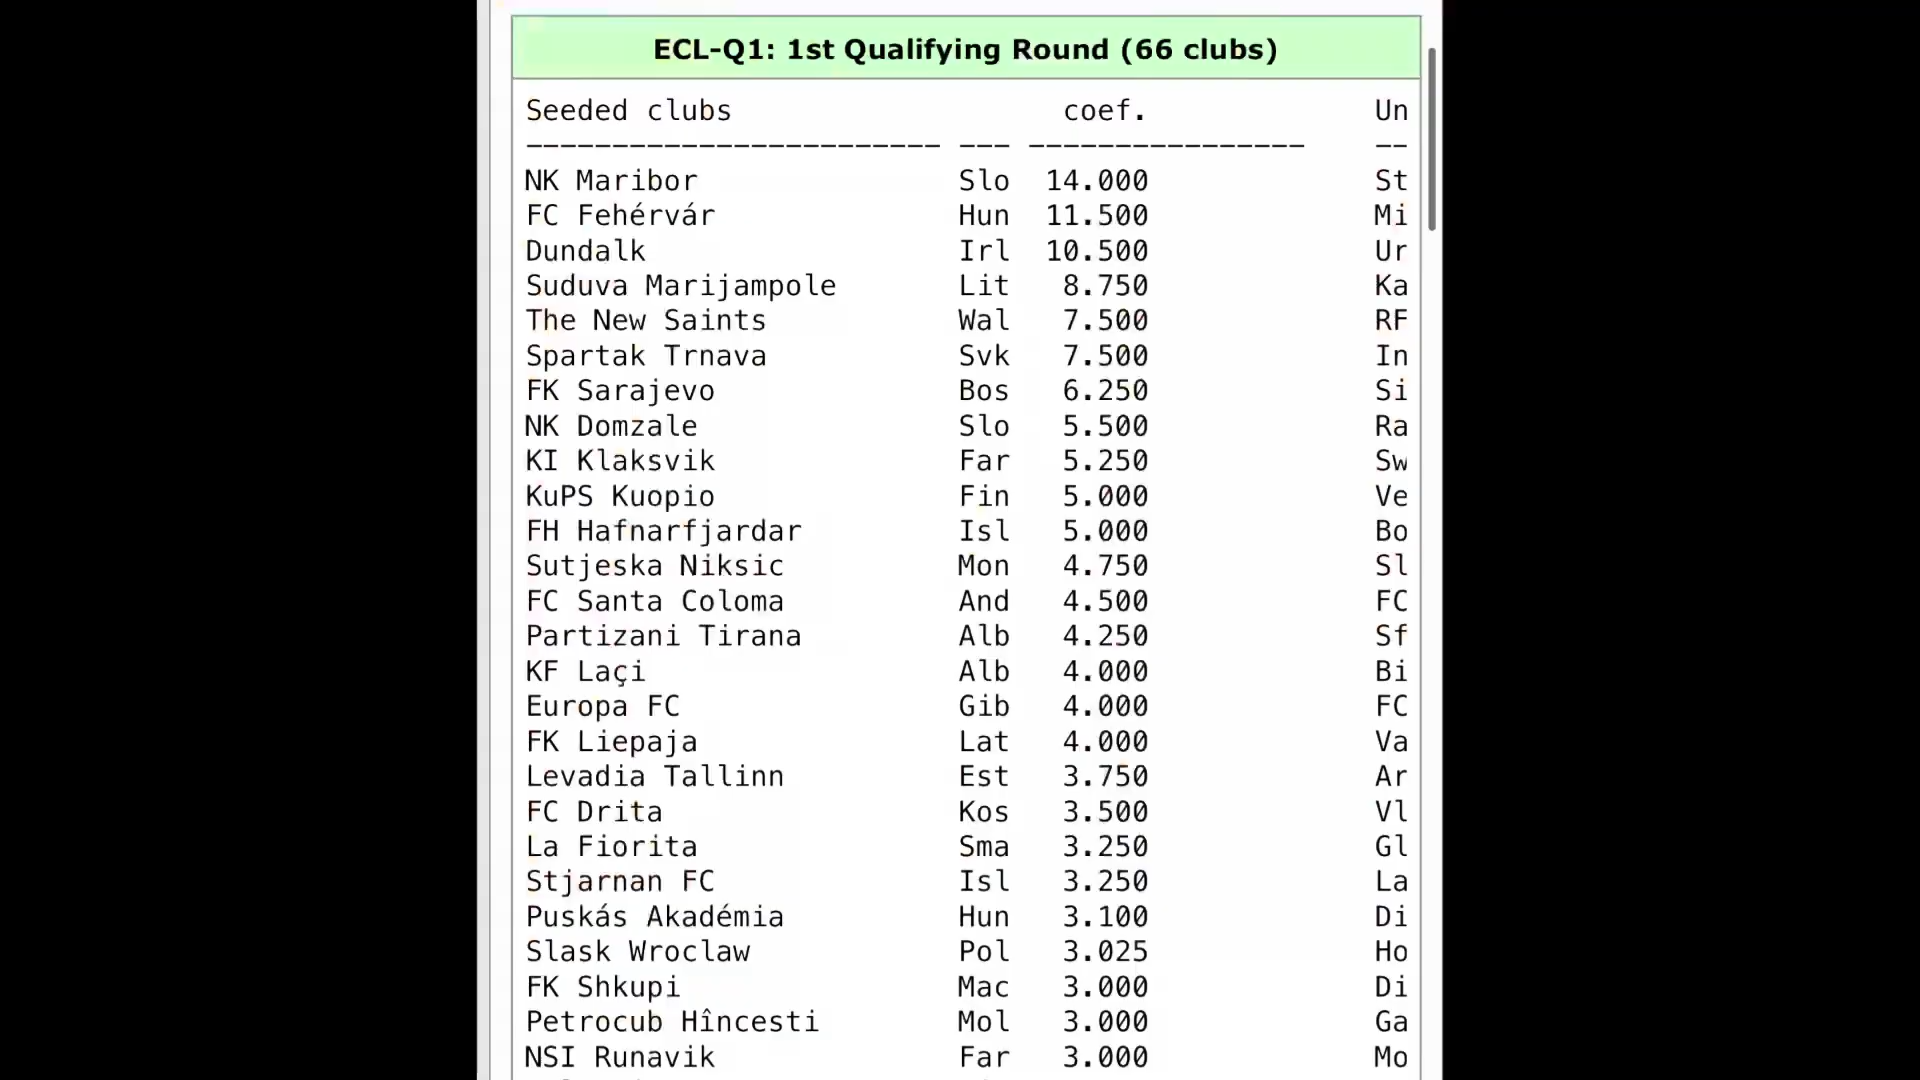 ECL-Q1: 1st Qualifying Round (66 clubs)
Seeded clubs coef. Un
------------------------ --- ---------------- --
NK Maribor Slo 14.000 St
FC Fehérvár Hun 11.500 Mi
Dundalk Irl 10.500 Ur
Suduva Marijampole Lit 8.750 Ka
The New Saints Wal 7.500 RF
Spartak Trnava Svk 7.500 In
FK Sarajevo Bos 6.250 Si
NK Domzale Slo 5.500 Ra
KI Klaksvik Far 5.250 Sw
KuPS Kuopio Fin 5.000 Ve
FH Hafnarfjardar Isl 5.000 Bo
Sutjeska Niksic Mon 4.750 Sl
FC Santa Coloma And 4.500 FC
Partizani Tirana Alb 4.250 Sf
KF Laçi Alb 4.000 Bi
Europa FC Gib 4.000 FC
FK Liepaja Lat 4.000 Va
Levadia Tallinn Est 3.750 Ar
FC Drita Kos 3.500 Vl
La Fiorita Sma 3.250 Gl
Stjarnan FC Isl 3.250 La
Puskás Akadémia Hun 3.100 Di
Slask Wroclaw Pol 3.025 Ho
FK Shkupi Mac 3.000 Di
Petrocub Hîncesti Mol 3.000 Ga
NSI Runavik Far 3.000 Mo